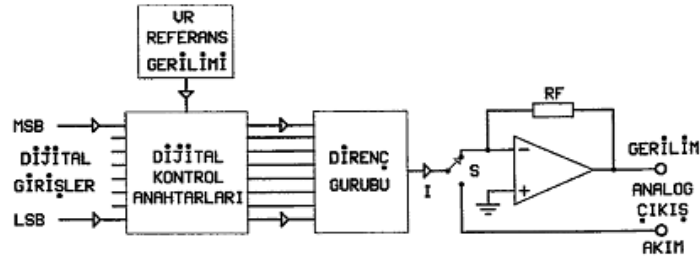 VR
REFERANS
GERİLİMİ
MSB
DİJİTAL
GİRİŞLER
LSB
DİJİTAL
KONTROL
ANAHTARLARI
DİRENÇ
GURUBU
I
S
RF
-
+
GERİLİM
ANALOG
ÇIKIŞ
AKIM